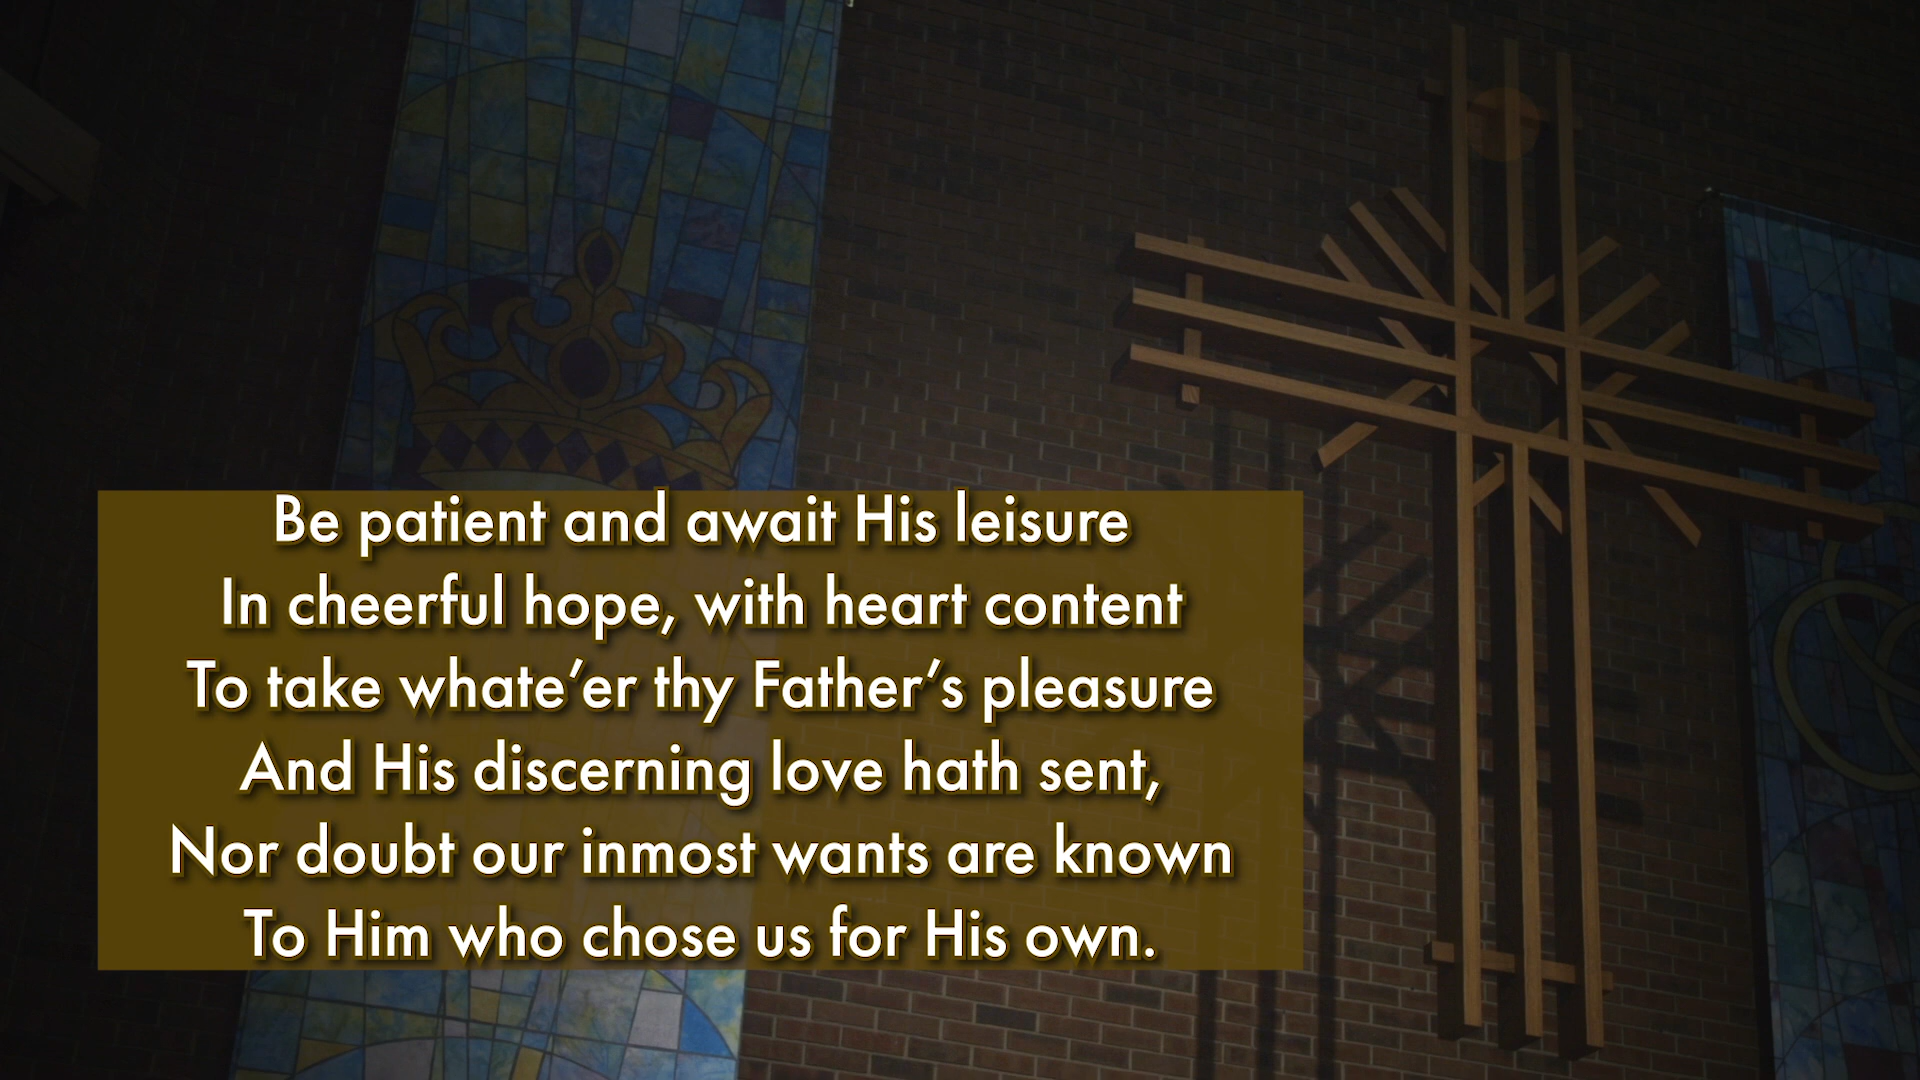 Be patient and await His leisure
In cheerful hope, with heart content
To take whate’er thy Father’s pleasure
And His discerning love hath sent,
Nor doubt our inmost wants are known
To Him who chose us for His own.